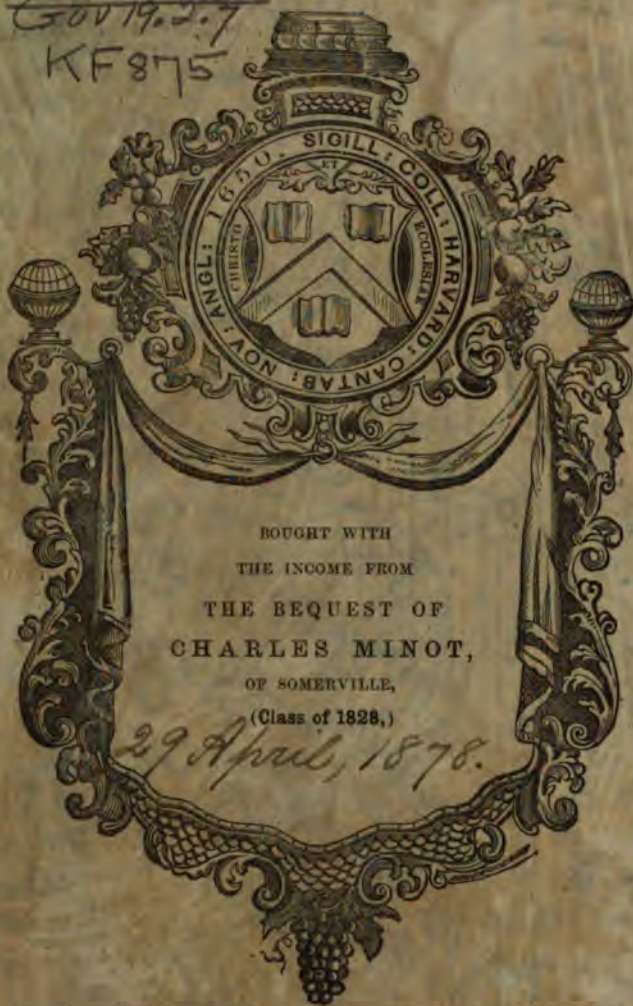 Gov 19.2.7
KF875
SIGILL: COLL: HARVARD: CANTAB: NOV: ANGL: 1650.
ET
CHRISTO
ECCLESIÆ
BOUGHT WITH
THE INCOME FROM
THE BEQUEST OF
CHARLES MINOT,
OF SOMERVILLE,
(Class of 1828,)
29 April, 1878.